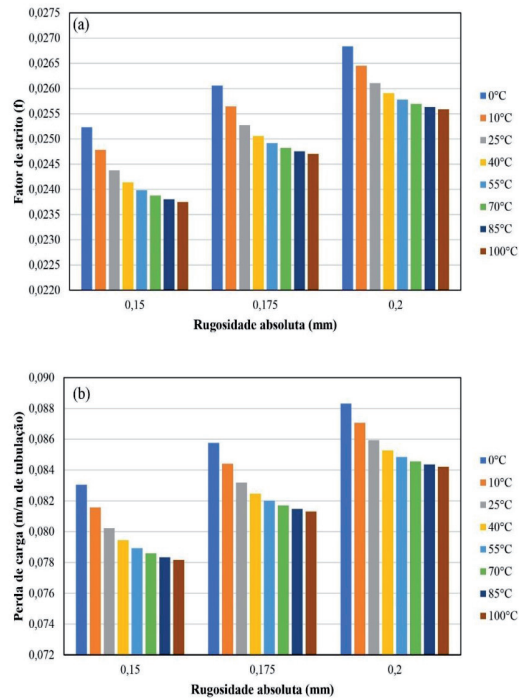 (a)
Fator de atrito (f)
0,0275
0,0270
0,0265
0,0260
0,0255
0,0250
0,0245
0,0240
0,0235
0,0230
0,0225
0,0220
0,15 0,175 0,2
Rugosidade absoluta (mm)
0°C
10°C
25°C
40°C
55°C
70°C
85°C
100°C
(b)
Perda de carga (m/m de tubulação)
0,090
0,088
0,086
0,084
0,082
0,080
0,078
0,076
0,074
0,072
0,15 0,175 0,2
Rugosidade absoluta (mm)
0°C
10°C
25°C
40°C
55°C
70°C
85°C
100°C